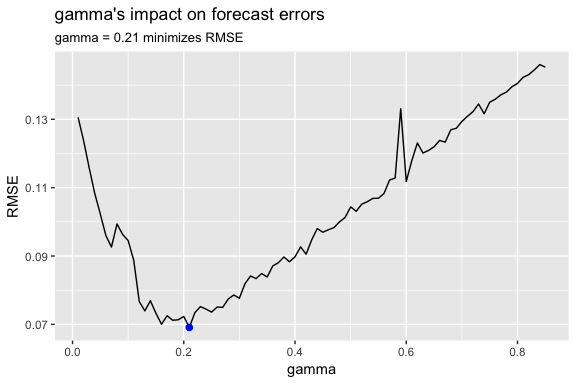 gamma's impact on forecast errors
gamma = 0.21 minimizes RMSE
0.13
0.11
0.09
0.07
RMSE
0.0 0.2 0.4 0.6 0.8
gamma